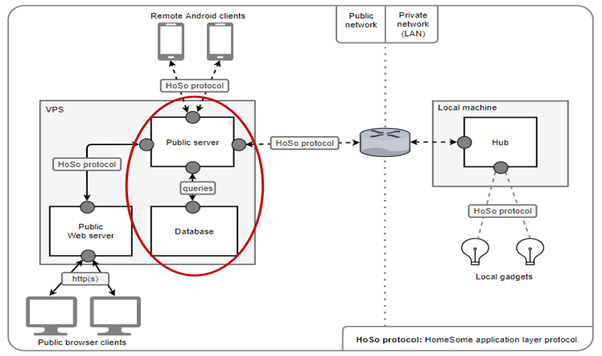 Remote Android clients
Public
network
Private
network
(LAN)
HoSo protocol
VPS
Public server
HoSo protocol
HoSo protocol
queries
Public
Web server
Database
http(s)
Public browser clients
Local machine
Hub
HoSo protocol
Local gadgets
HoSo protocol: HomeSome application layer protocol.